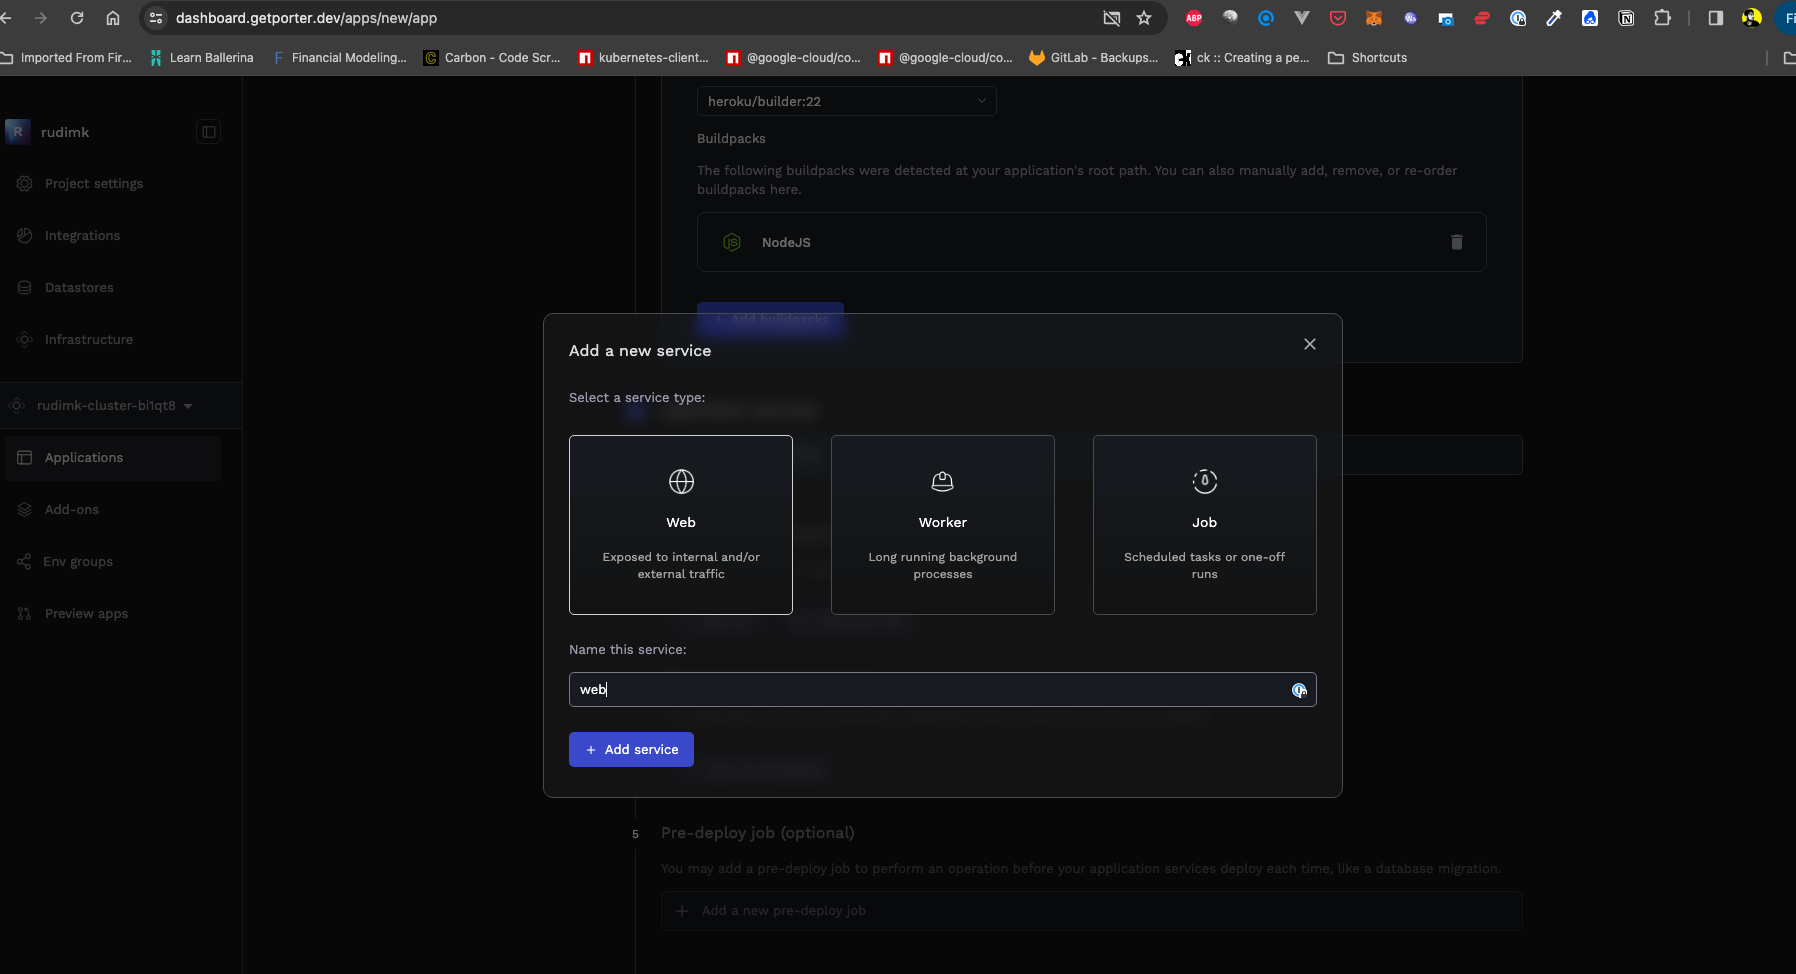 dashboard.getporter.dev/apps/new/app
ABP
Imported From Fir...
Learn Ballerina
Financial Modeling...
Carbon - Code Scr...
kubernetes-client...
@google-cloud/co...
@google-cloud/co...
GitLab - Backups...
ck :: Creating a pe...
Shortcuts
R
rudimk
Project settings
Integrations
Datastores
Infrastructure
rudimk-cluster-bi1qt8
Applications
Add-ons
Env groups
Preview apps
heroku/builder:22
Buildpacks
The following buildpacks were detected at your application's root path. You can also manually add, remove, or re-order
buildpacks here.
NodeJS
+ Add buildpacks
Add a new service
Select a service type:
Web
Exposed to internal and/or
external traffic
Worker
Long running background
processes
Job
Scheduled tasks or one-off
runs
Name this service:
web
+ Add service
5
Pre-deploy job (optional)
You may add a pre-deploy job to perform an operation before your application services deploy each time, like a database migration.
+ Add a new pre-deploy job